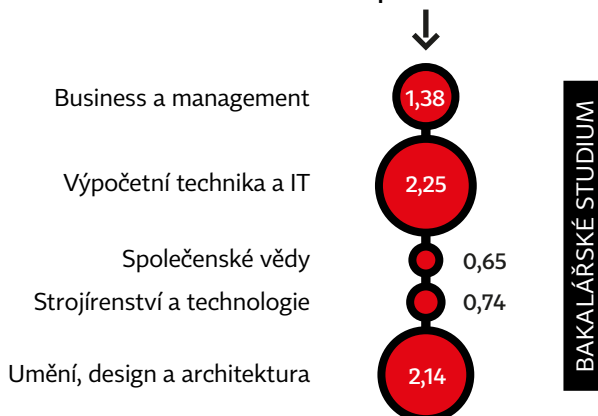 Business a management
1,38
Výpočetní technika a IT
2,25
Společenské vědy
0,65
Strojírenství a technologie
0,74
Umění, design a architektura
2,14
BAKALÁŘSKÉ STUDIUM